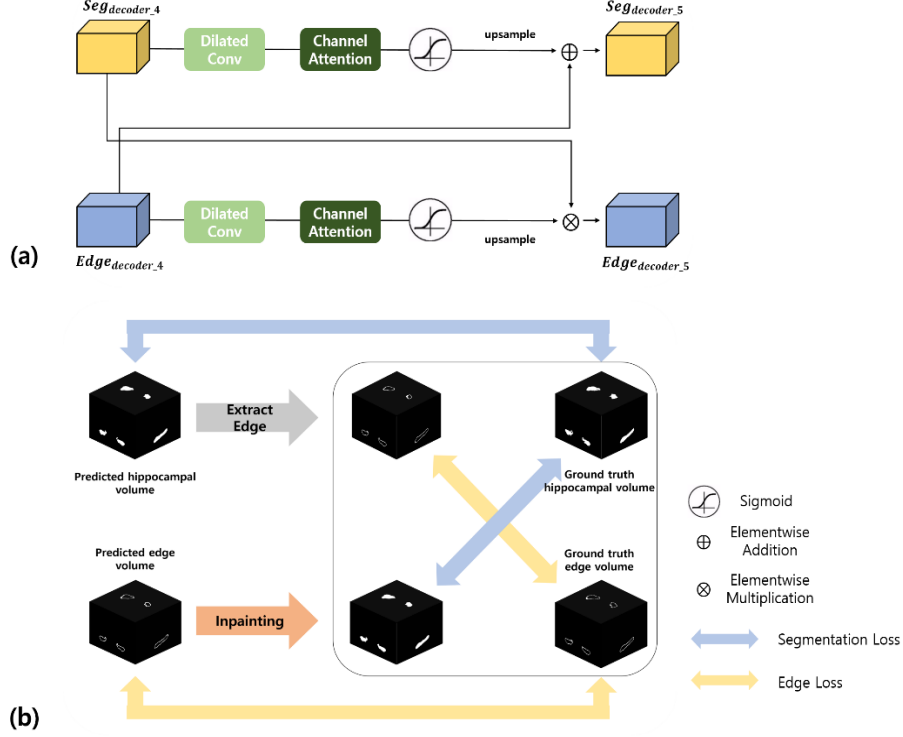 Seg_decoder_4
Seg_decoder_5
Dilated
Conv
Channel
Attention
upsample
Dilated
Conv
Channel
Attention
upsample
(a)
Edge_decoder_4
Edge_decoder_5
Extract
Edge
Predicted hippocampal
volume
Ground truth
hippocampal volume
Predicted edge
volume
Ground truth
edge volume
Inpainting
(b)
Sigmoid
Elementwise
Addition
Elementwise
Multiplication
Segmentation Loss
Edge Loss